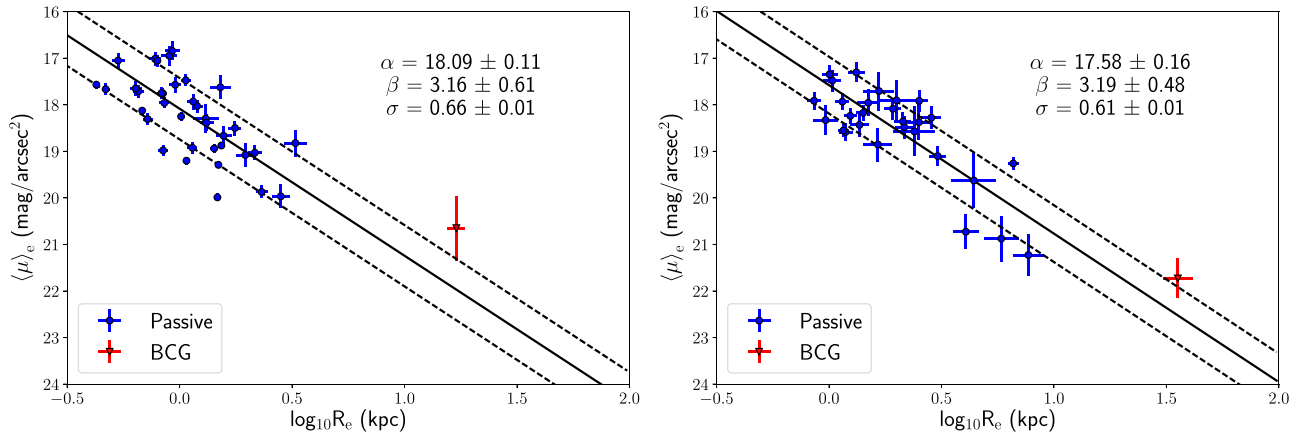 16
17
18
19
20
21
22
23
24
⟨μ⟩e (mag/arcsec²)
α = 18.09 ± 0.11
β = 3.16 ± 0.61
σ = 0.66 ± 0.01
Passive
BCG
−0.5 0.0 0.5 1.0 1.5 2.0
log₁₀Rₑ (kpc)
16
17
18
19
20
21
22
23
24
⟨μ⟩e (mag/arcsec²)
α = 17.58 ± 0.16
β = 3.19 ± 0.48
σ = 0.61 ± 0.01
Passive
BCG
−0.5 0.0 0.5 1.0 1.5 2.0
log₁₀Rₑ (kpc)